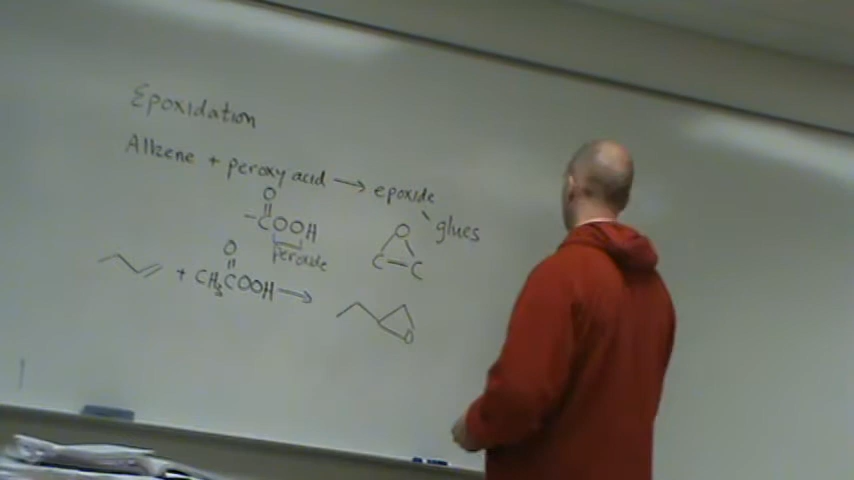 Epoxidation
Alkene + peroxy acid → epoxide
glues
O
-COOH
peroxide
O
C-C
O
+ CH3COOH →
O